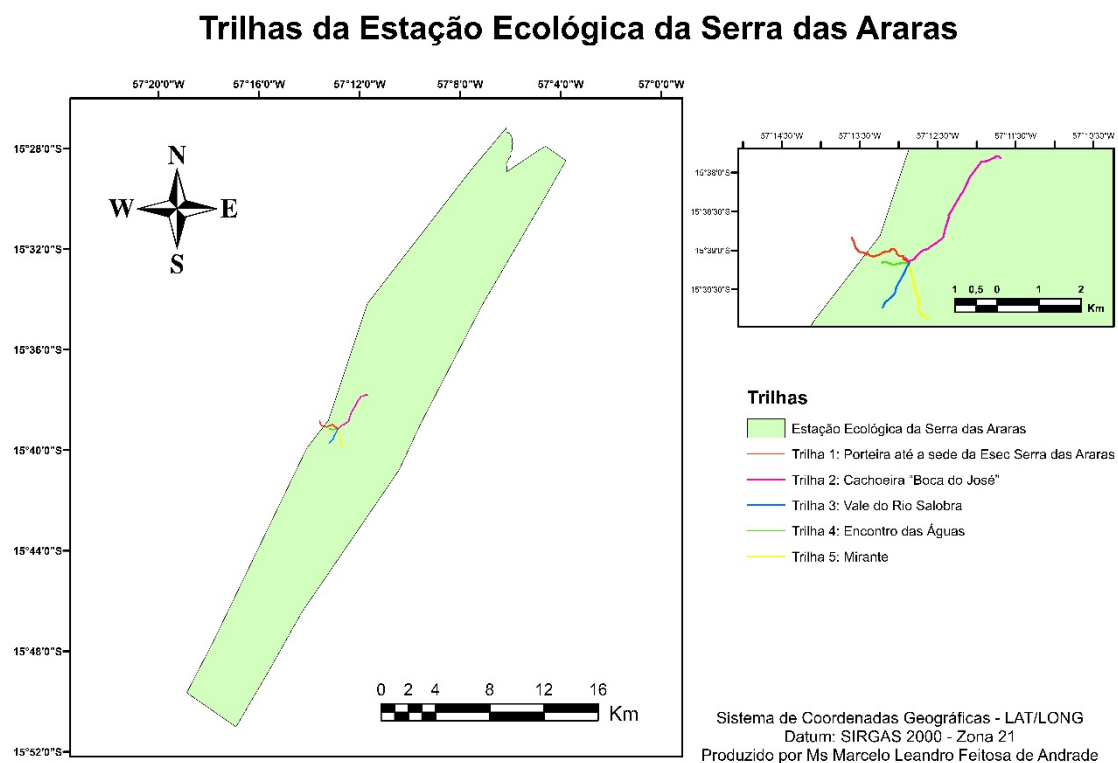 Trilhas da Estação Ecológica da Serra das Araras
57°20'0"W 57°16'0"W 57°12'0"W 57°8'0"W 57°4'0"W 57°0'0"W
15°28'0"S
15°32'0"S
15°36'0"S
15°40'0"S
15°44'0"S
15°48'0"S
15°52'0"S
N
W E
S
0 2 4 8 12 16
Km
57°14'30"W 57°13'30"W 57°12'30"W 57°11'30"W 57°10'30"W
15°38'0"S
15°38'30"S
15°39'0"S
15°39'30"S
1 0,5 0 1 2
Km
Trilhas
Estação Ecológica da Serra das Araras
Trilha 1: Porteira até a sede da Esec Serra das Araras
Trilha 2: Cachoeira “Boca do José”
Trilha 3: Vale do Rio Salobra
Trilha 4: Encontro das Águas
Trilha 5: Mirante
Sistema de Coordenadas Geográficas - LAT/LONG
Datum: SIRGAS 2000 - Zona 21
Produzido por Ms Marcelo Leandro Feitosa de Andrade